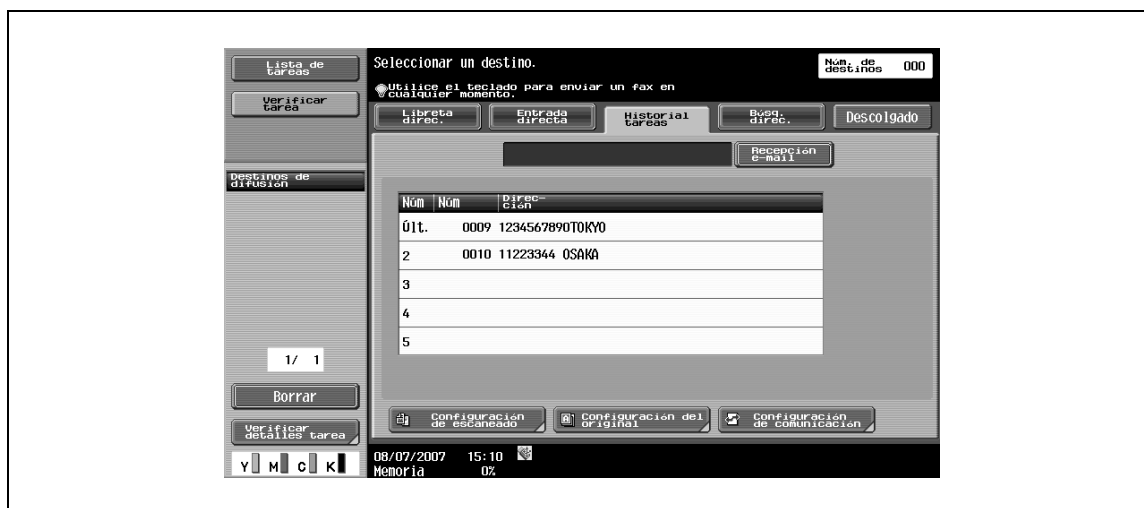 Lista de
tareas
Verificar
tarea
Destinos de
difusión
1/ 1
Borrar
Verificar
detalles tarea
Y M C K
Seleccionar un destino.
Núm. de
destinos 000
Utilice el teclado para enviar un fax en
cualquier momento.
Libreta
direc.
Entrada
directa
Historial
tareas
Búsq.
direc.
Descolgado
Recepción
e-mail
Núm Núm Direc-
ción
Últ. 0009 1234567890TOKYO
2 0010 11223344 OSAKA
3
4
5
Configuración
de escaneado
Configuración del
original
Configuración
de comunicación
08/07/2007 15:10
Memoria 0%